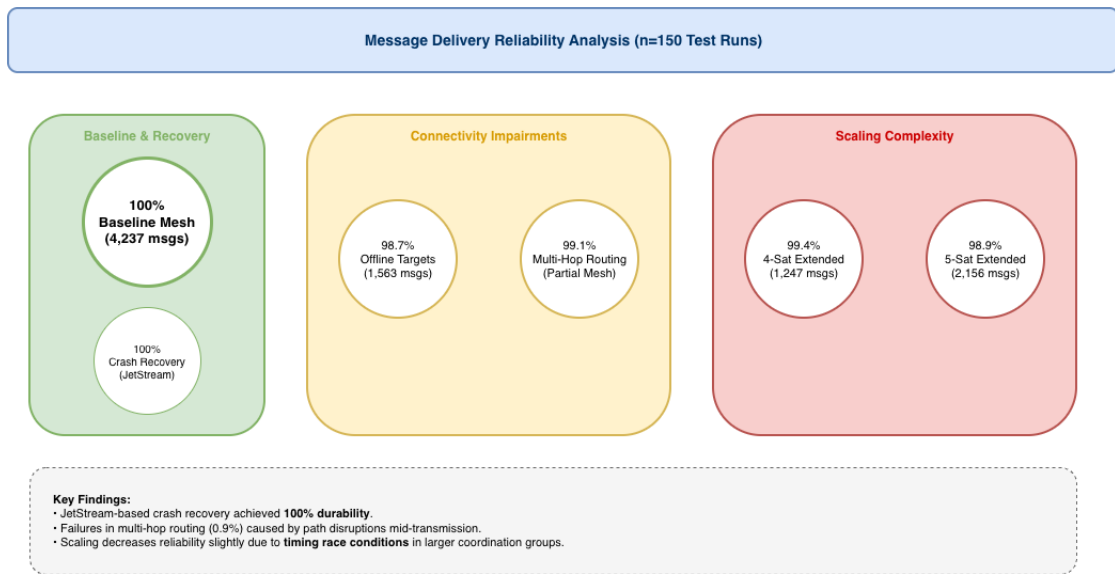 Message Delivery Reliability Analysis (n=150 Test Runs)
Baseline & Recovery
100%
Baseline Mesh
(4,237 msgs)
100%
Crash Recovery
(JetStream)
Connectivity Impairments
98.7%
Offline Targets
(1,563 msgs)
99.1%
Multi-Hop Routing
(Partial Mesh)
Scaling Complexity
99.4%
4-Sat Extended
(1,247 msgs)
98.9%
5-Sat Extended
(2,156 msgs)
Key Findings:
• JetStream-based crash recovery achieved 100% durability.
• Failures in multi-hop routing (0.9%) caused by path disruptions mid-transmission.
• Scaling decreases reliability slightly due to timing race conditions in larger coordination groups.